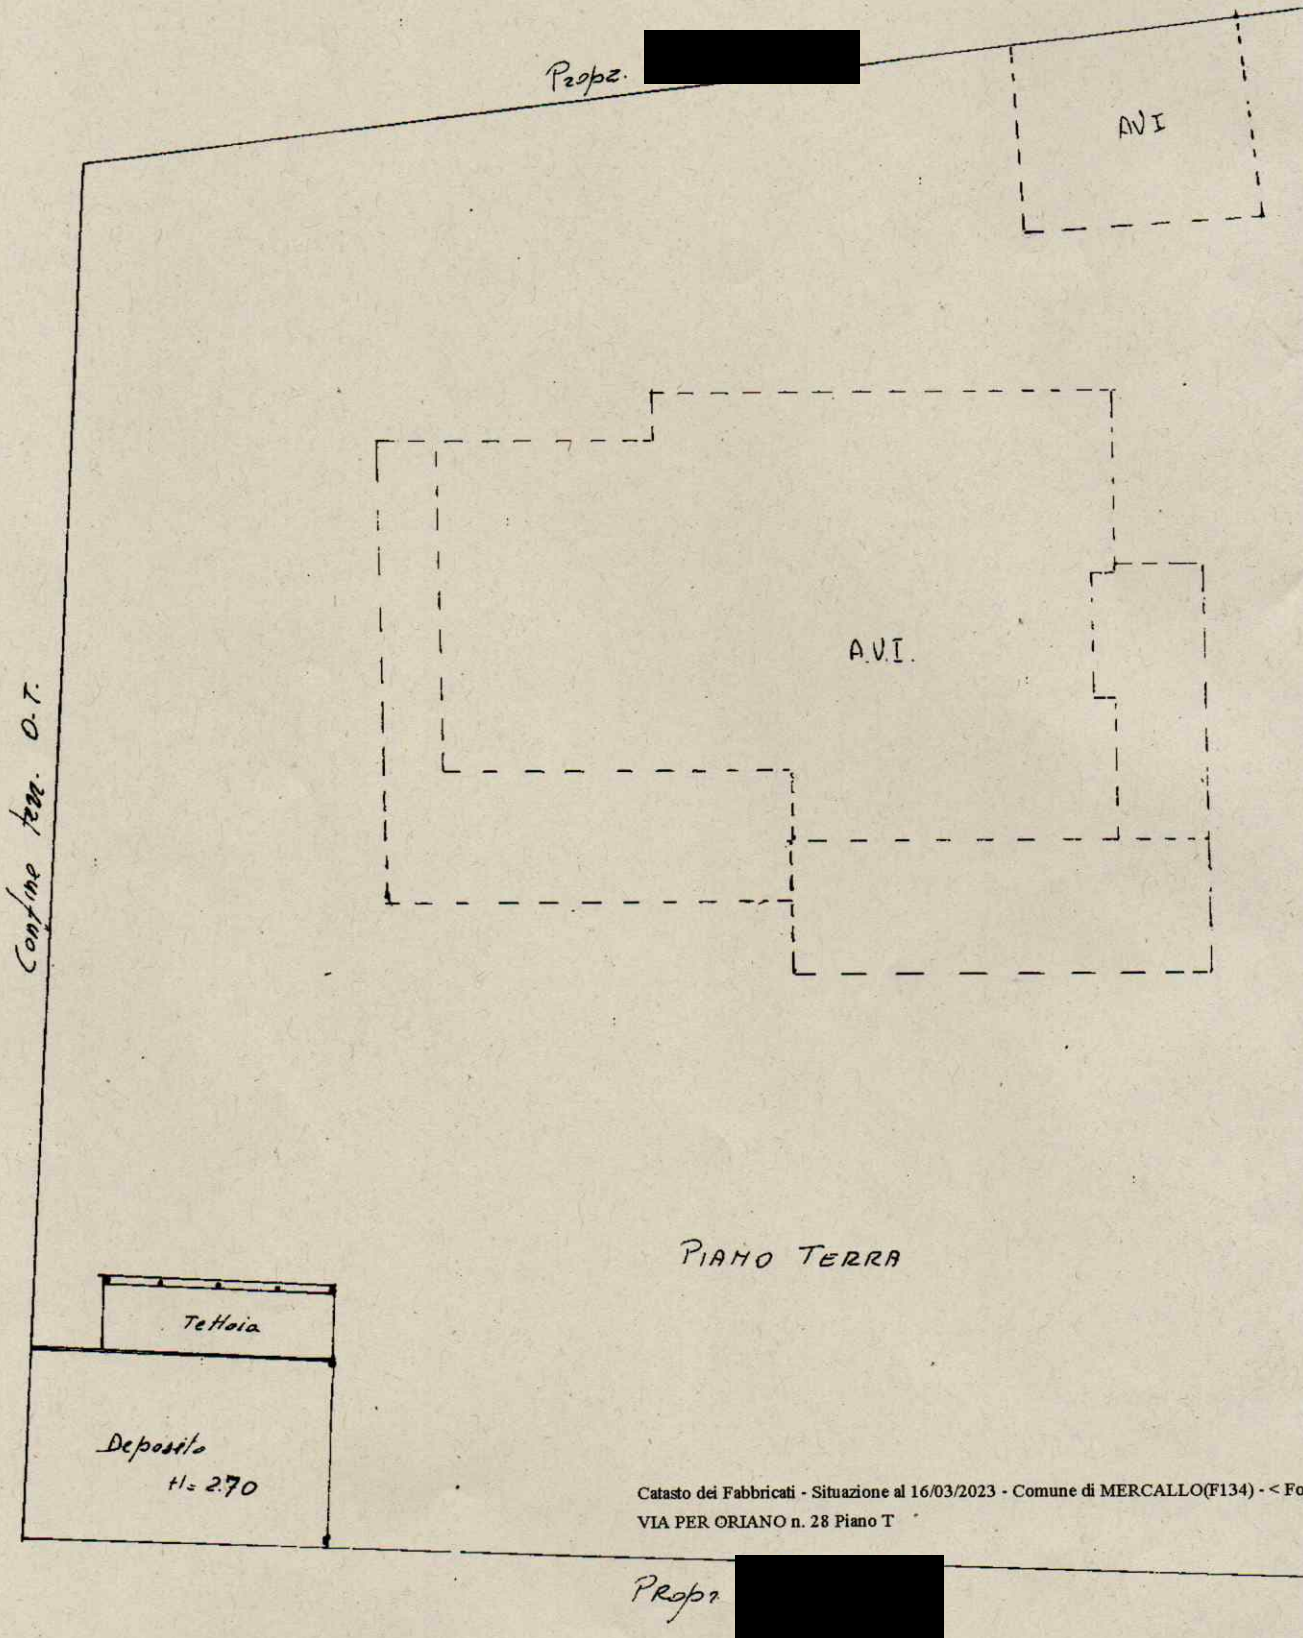 Propr.
AVI
A.V.I.
Confine terr. O.T.
PIANO TERRA
Tettoia
Deposito
H = 2.70
Catasto dei Fabbricati - Situazione al 16/03/2023 - Comune di MERCALLO(F134) - < Fo
VIA PER ORIANO n. 28 Piano T
PRopr